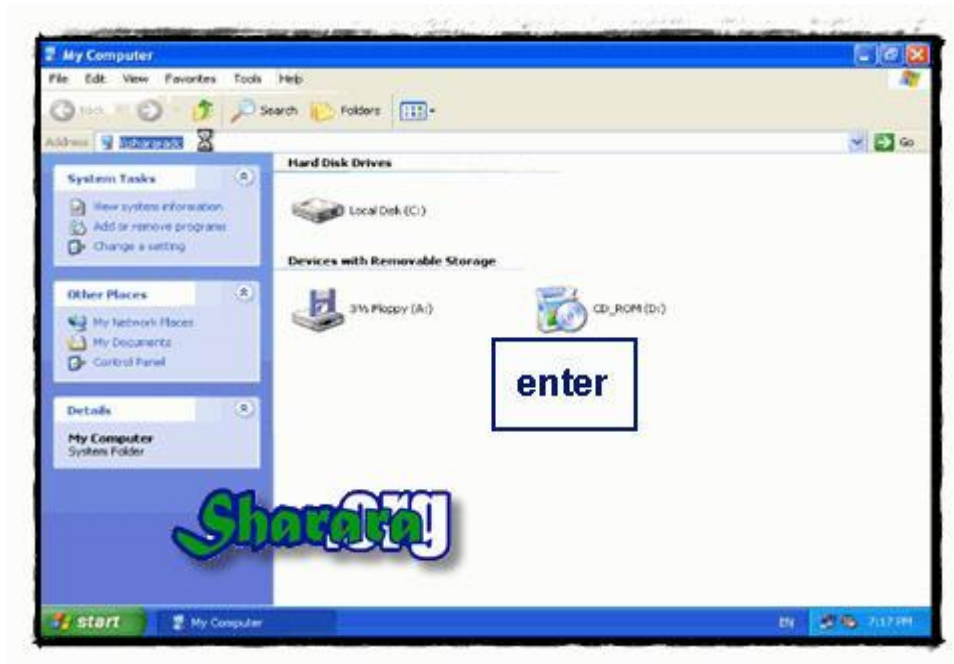 My Computer
File Edit View Favorites Tools Help
Back Search Folders
Address \\shararadc Go
Hard Disk Drives
System Tasks
View system information
Add or remove programs
Change a setting
Local Disk (C:)
Devices with Removable Storage
Other Places
My Network Places
My Documents
Control Panel
3½ Floppy (A:)
CD_ROM (D:)
enter
Details
My Computer
System Folder
Sharara.org
start My Computer EN 7:17 PM